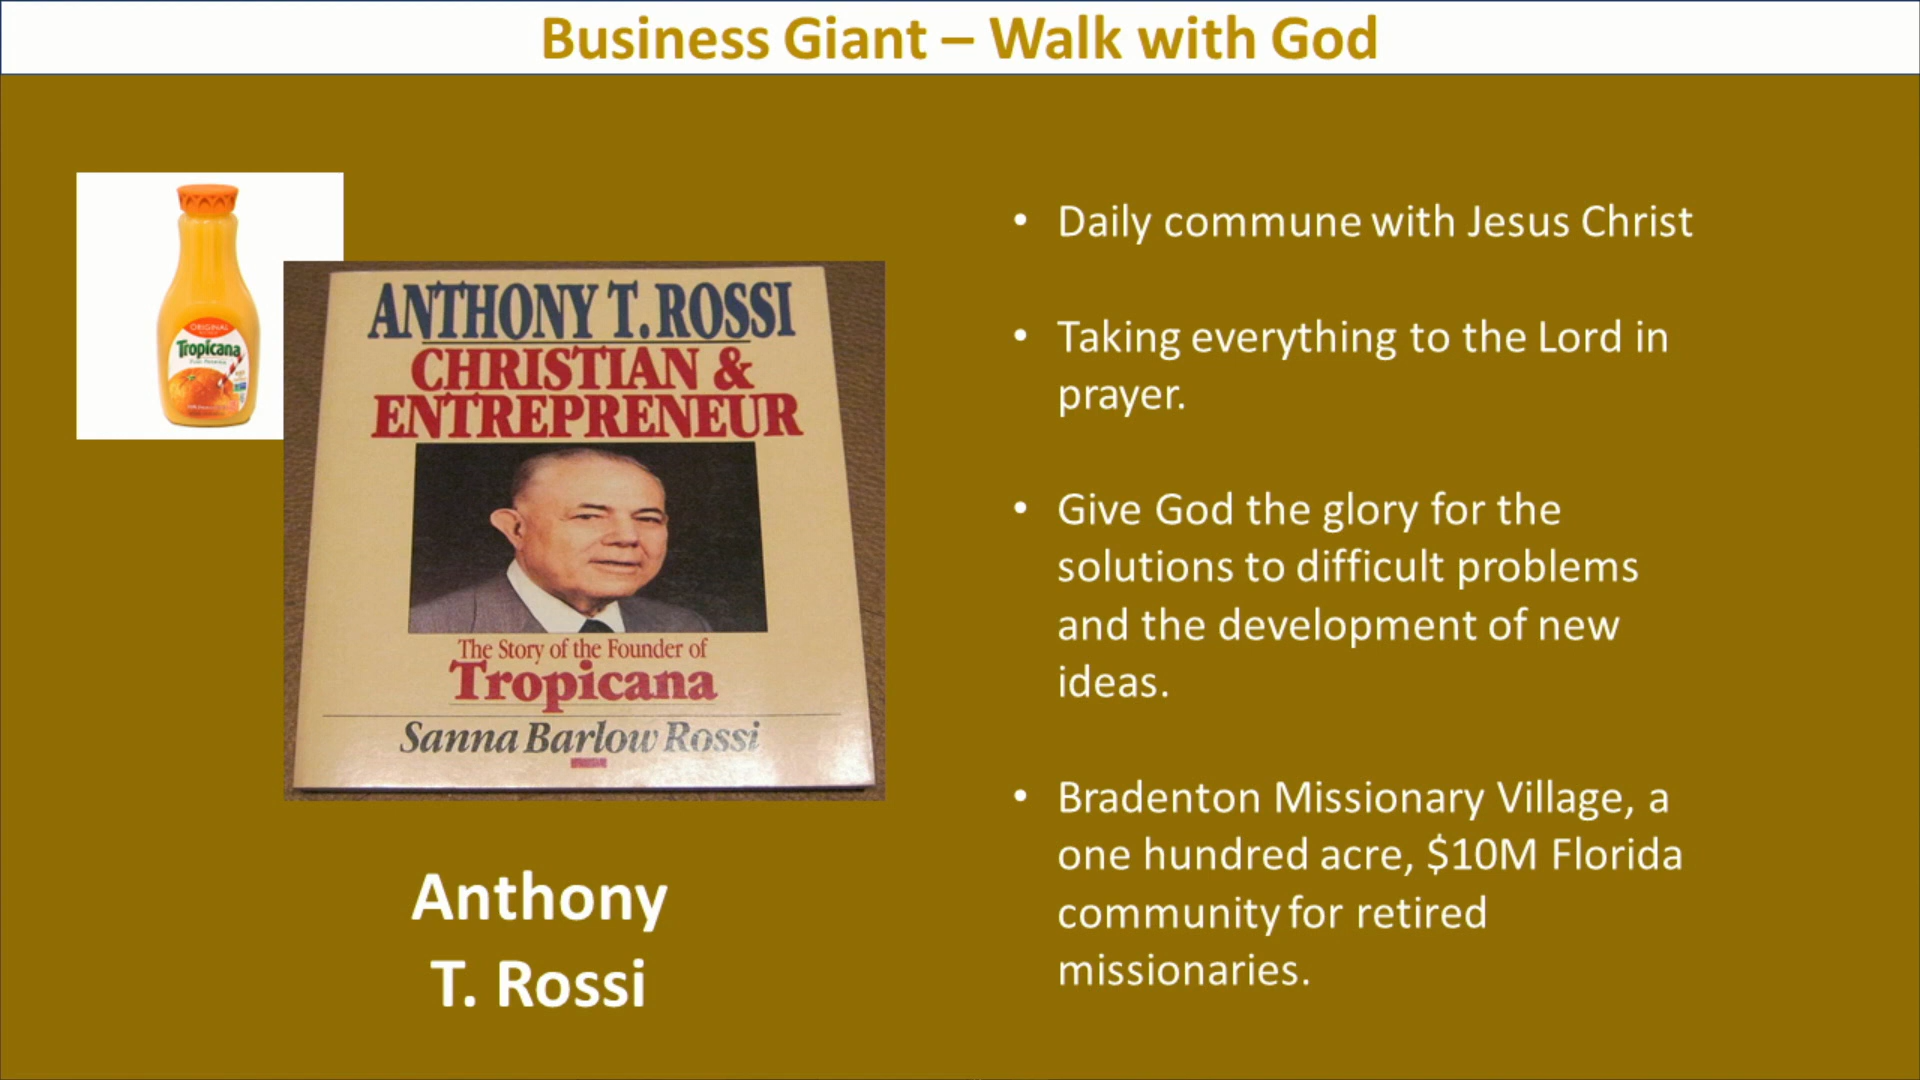 Business Giant – Walk with God
ORIGINAL
Tropicana
ANTHONY T. ROSSI
CHRISTIAN &
ENTREPRENEUR
The Story of the Founder of
Tropicana
Sanna Barlow Rossi
Anthony
T. Rossi
• Daily commune with Jesus Christ
• Taking everything to the Lord in
prayer.
• Give God the glory for the
solutions to difficult problems
and the development of new
ideas.
• Bradenton Missionary Village, a
one hundred acre, $10M Florida
community for retired
missionaries.